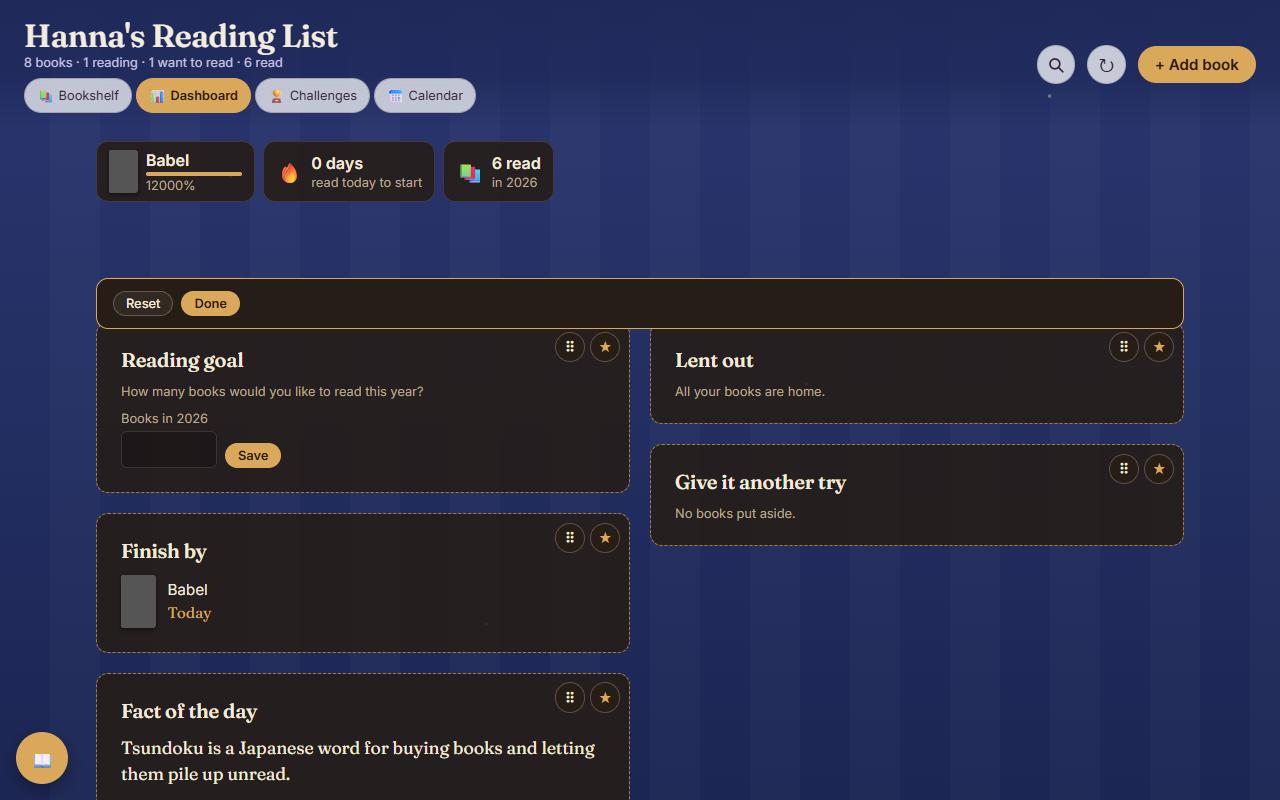 Hanna's Reading List
8 books · 1 reading · 1 want to read · 6 read
Bookshelf
Dashboard
Challenges
Calendar
+ Add book
Babel
12000%
0 days
read today to start
6 read
in 2026
Reset
Done
Reading goal
How many books would you like to read this year?
Books in 2026
Save
Finish by
Babel
Today
Fact of the day
Tsundoku is a Japanese word for buying books and letting
them pile up unread.
Lent out
All your books are home.
Give it another try
No books put aside.